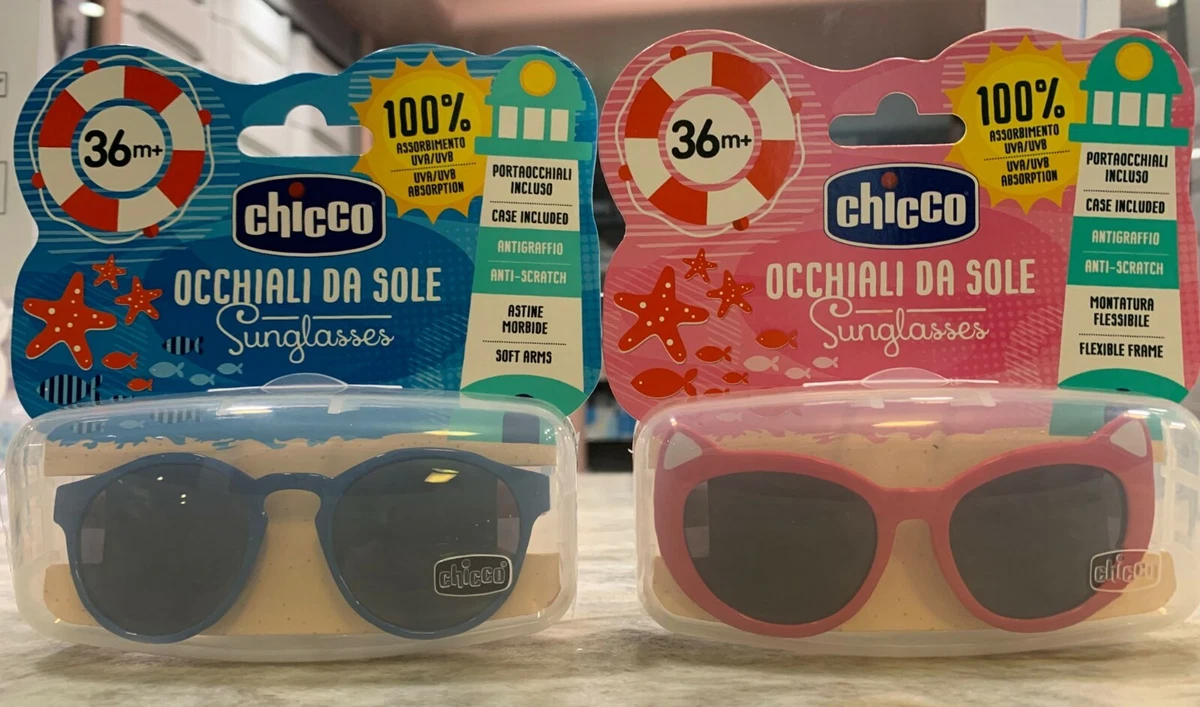 36m+
100%
ASSORBIMENTO
UVA/UVB
UVA/UVB
ABSORPTION
PORTAOCCHIALI
INCLUSO
CASE INCLUDED
ANTIGRAFFIO
ANTI-SCRATCH
ASTINE
MORBIDE
SOFT ARMS
chicco
OCCHIALI DA SOLE
Sunglasses
chicco
36m+
100%
ASSORBIMENTO
UVA/UVB
UVA/UVB
ABSORPTION
PORTAOCCHIALI
INCLUSO
CASE INCLUDED
ANTIGRAFFIO
ANTI-SCRATCH
MONTATURA
FLESSIBILE
FLEXIBLE FRAME
chicco
OCCHIALI DA SOLE
Sunglasses
chicco